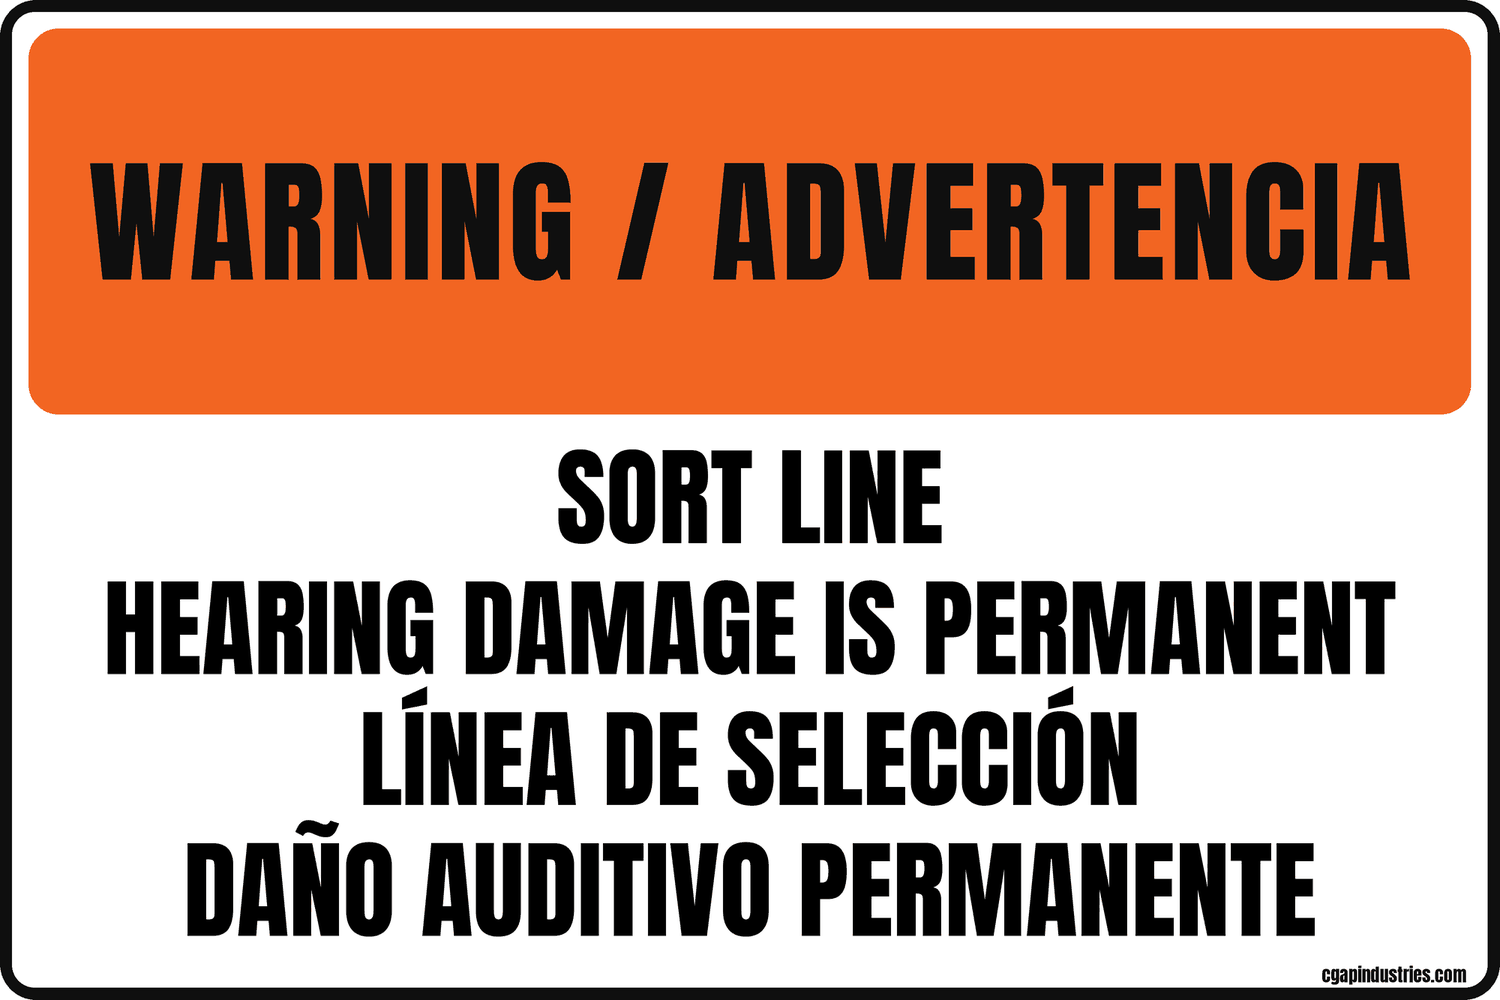 WARNING / ADVERTENCIA
SORT LINE
HEARING DAMAGE IS PERMANENT
LÍNEA DE SELECCIÓN
DAÑO AUDITIVO PERMANENTE
cgapindustries.com